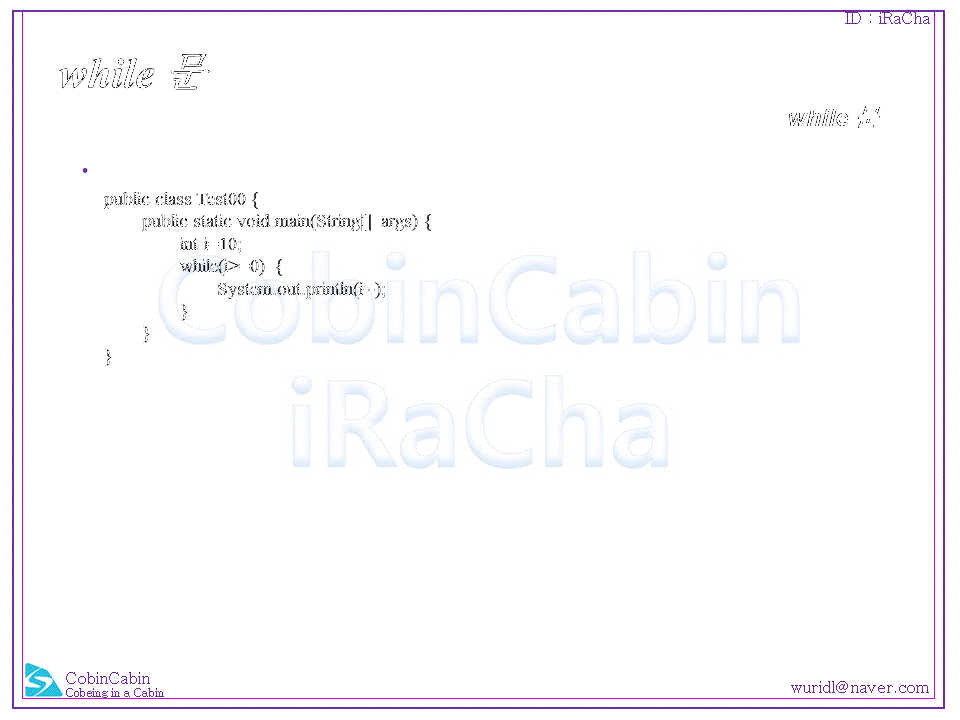 ID : iRaCha
while 문
while 문
•
public class Test00 {
public static void main(String[] args) {
int i=10;
while(i>=0) {
System.out.println(i--);
}
}
}
CobinCabin
iRaCha
CobinCabin
Cobeing in a Cabin
wuridl@naver.com